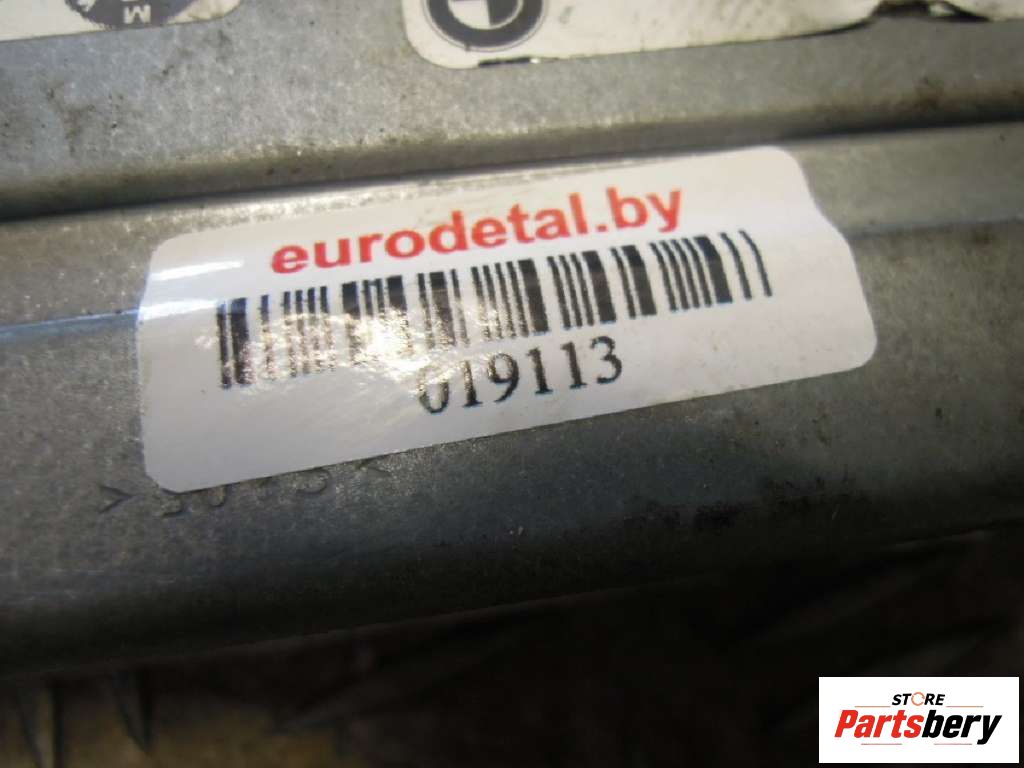 M
eurodetal.by
019113
STORE
Partsbery